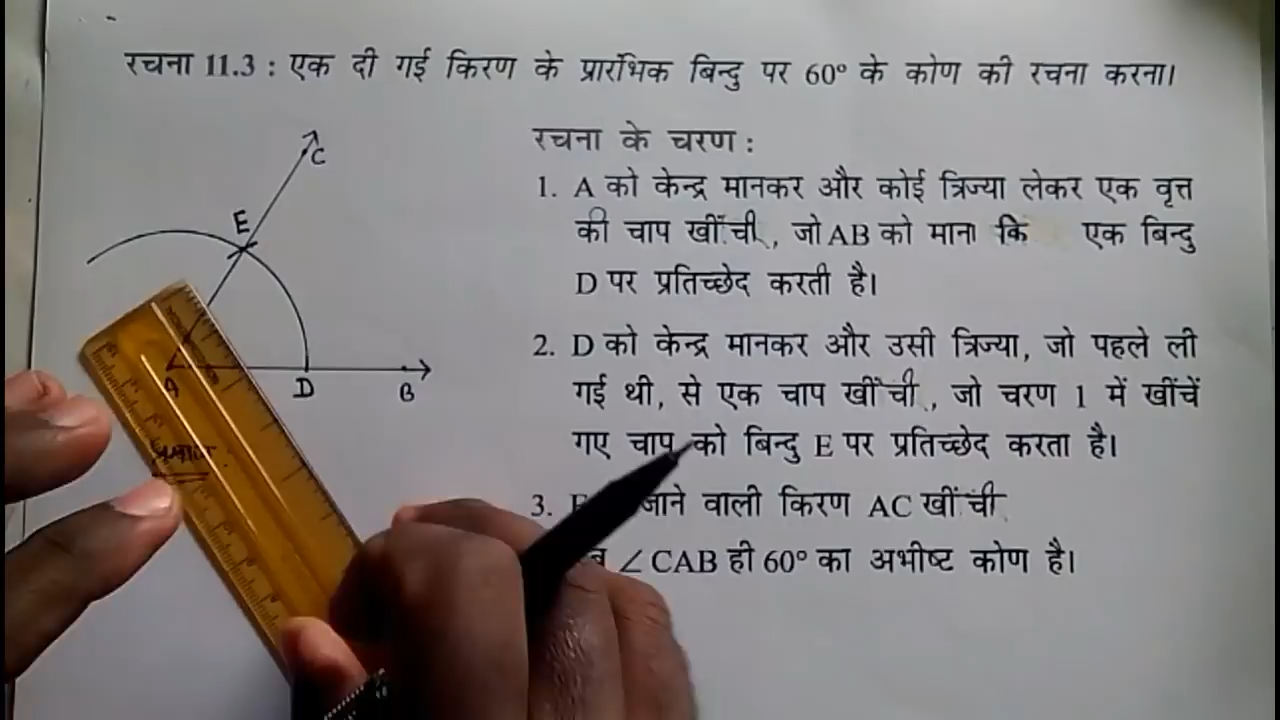 रचना 11.3 : एक दी गई किरण के प्रारंभिक बिन्दु पर 60° के कोण की रचना करना।
रचना के चरण :
1. A को केन्द्र मानकर और कोई त्रिज्या लेकर एक वृत्त
की चाप खींची, जो AB को माना कि एक बिन्दु
D पर प्रतिच्छेद करती है।
2. D को केन्द्र मानकर और उसी त्रिज्या, जो पहले ली
गई थी, से एक चाप खींची, जो चरण 1 में खींचें
गए चाप को बिन्दु E पर प्रतिच्छेद करता है।
3. जाने वाली किरण AC खींची
∠CAB ही 60° का अभीष्ट कोण है।
C
E
A
D
B